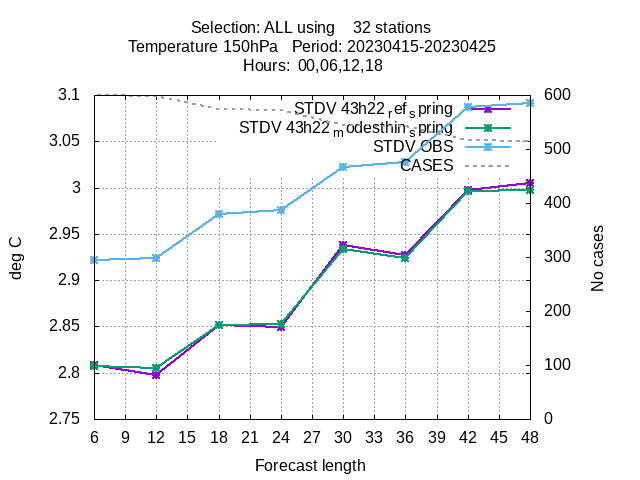 Selection: ALL using 32 stations
Temperature 150hPa Period: 20230415-20230425
Hours: 00,06,12,18
3.1
3.05
3
2.95
2.9
2.85
2.8
2.75
600
500
400
300
200
100
0
STDV 43h22_ref_spring
STDV 43h22_modesthin_spring
STDV OBS
CASES
deg C
No cases
6 9 12 15 18 21 24 27 30 33 36 39 42 45 48
Forecast length